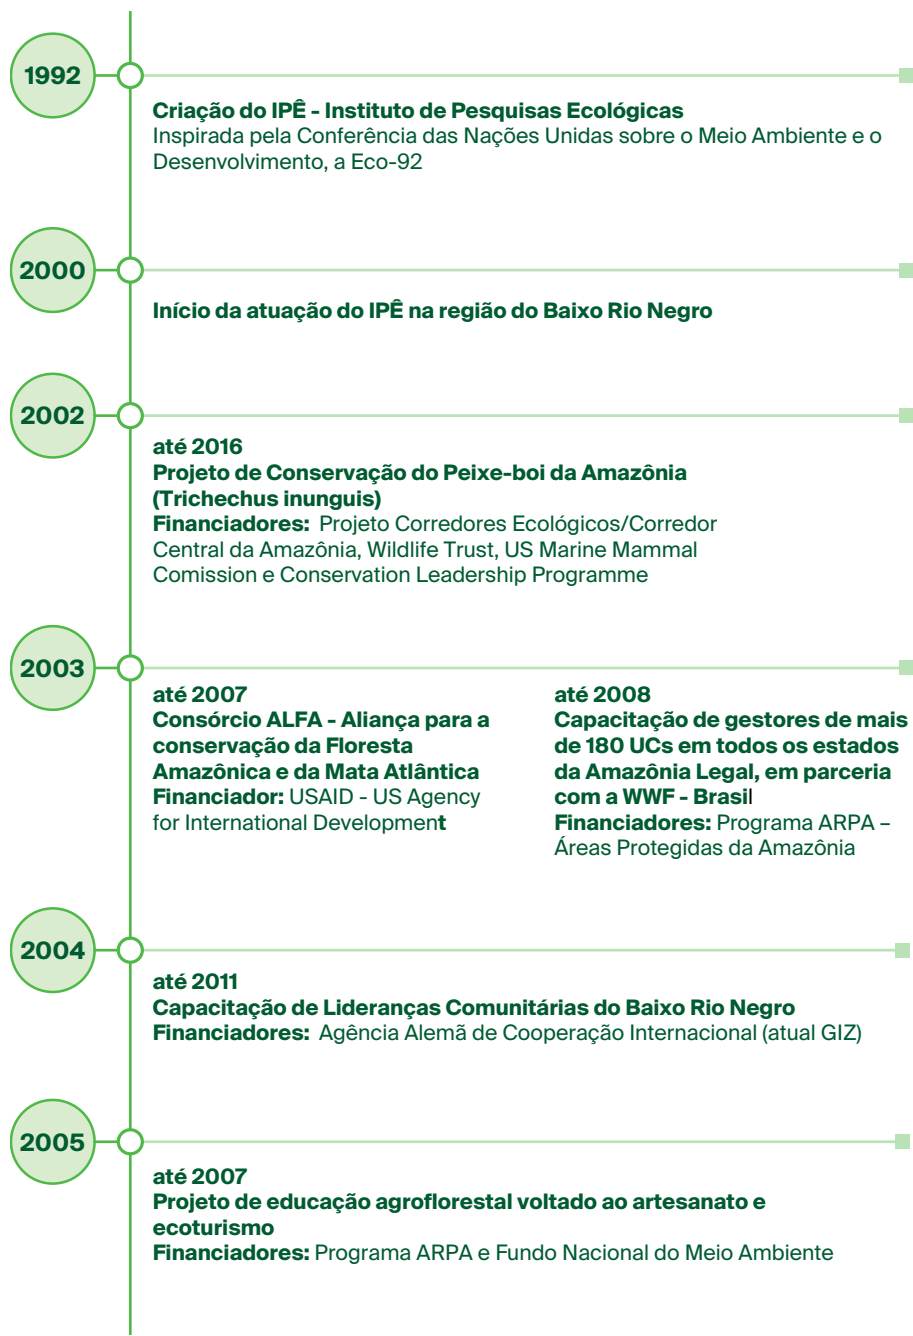 1992
Criação do IPÊ - Instituto de Pesquisas Ecológicas
Inspirada pela Conferência das Nações Unidas sobre o Meio Ambiente e o
Desenvolvimento, a Eco-92
2000
Início da atuação do IPÊ na região do Baixo Rio Negro
2002
até 2016
Projeto de Conservação do Peixe-boi da Amazônia
(Trichechus inunguis)
Financiadores: Projeto Corredores Ecológicos/Corredor
Central da Amazônia, Wildlife Trust, US Marine Mammal
Comission e Conservation Leadership Programme
2003
até 2007
Consórcio ALFA - Aliança para a
conservação da Floresta
Amazônica e da Mata Atlântica
Financiador: USAID - US Agency
for International Development
até 2008
Capacitação de gestores de mais
de 180 UCs em todos os estados
da Amazônia Legal, em parceria
com a WWF - Brasil
Financiadores: Programa ARPA –
Áreas Protegidas da Amazônia
2004
até 2011
Capacitação de Lideranças Comunitárias do Baixo Rio Negro
Financiadores: Agência Alemã de Cooperação Internacional (atual GIZ)
2005
até 2007
Projeto de educação agroflorestal voltado ao artesanato e
ecoturismo
Financiadores: Programa ARPA e Fundo Nacional do Meio Ambiente